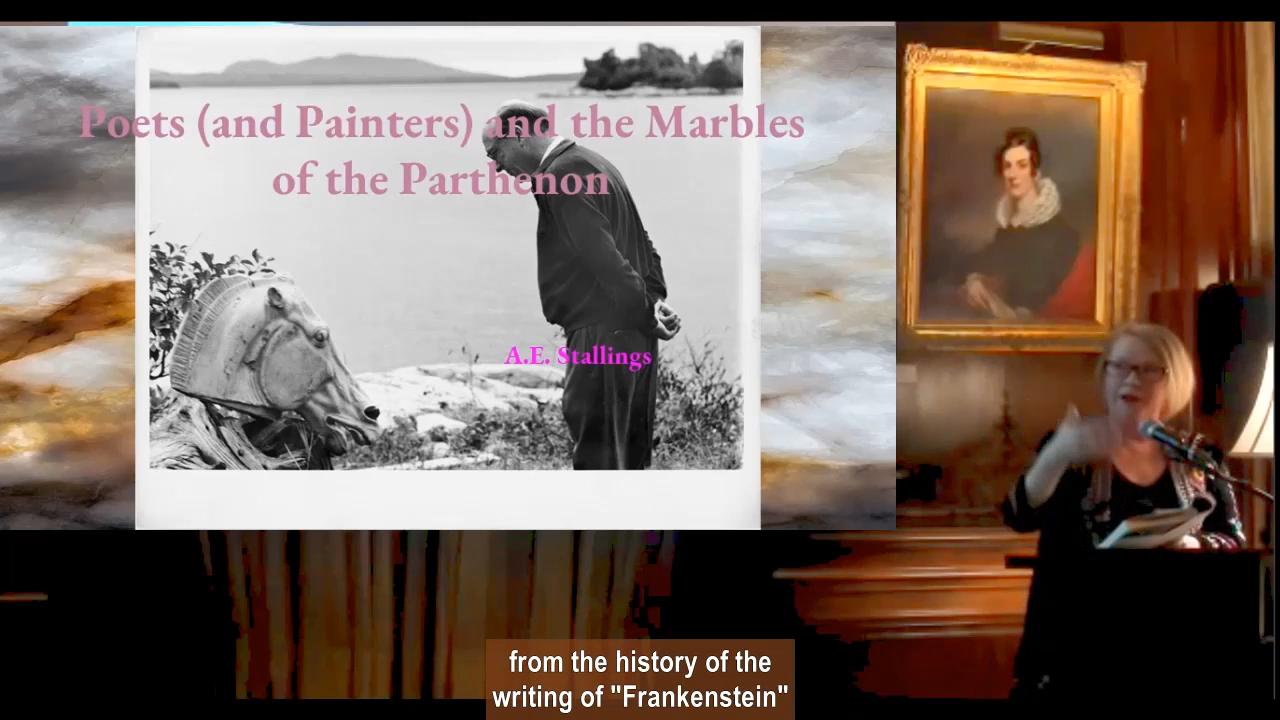 Poets (and Painters) and the Marbles
of the Parthenon
A.E. Stallings
from the history of the
writing of "Frankenstein"